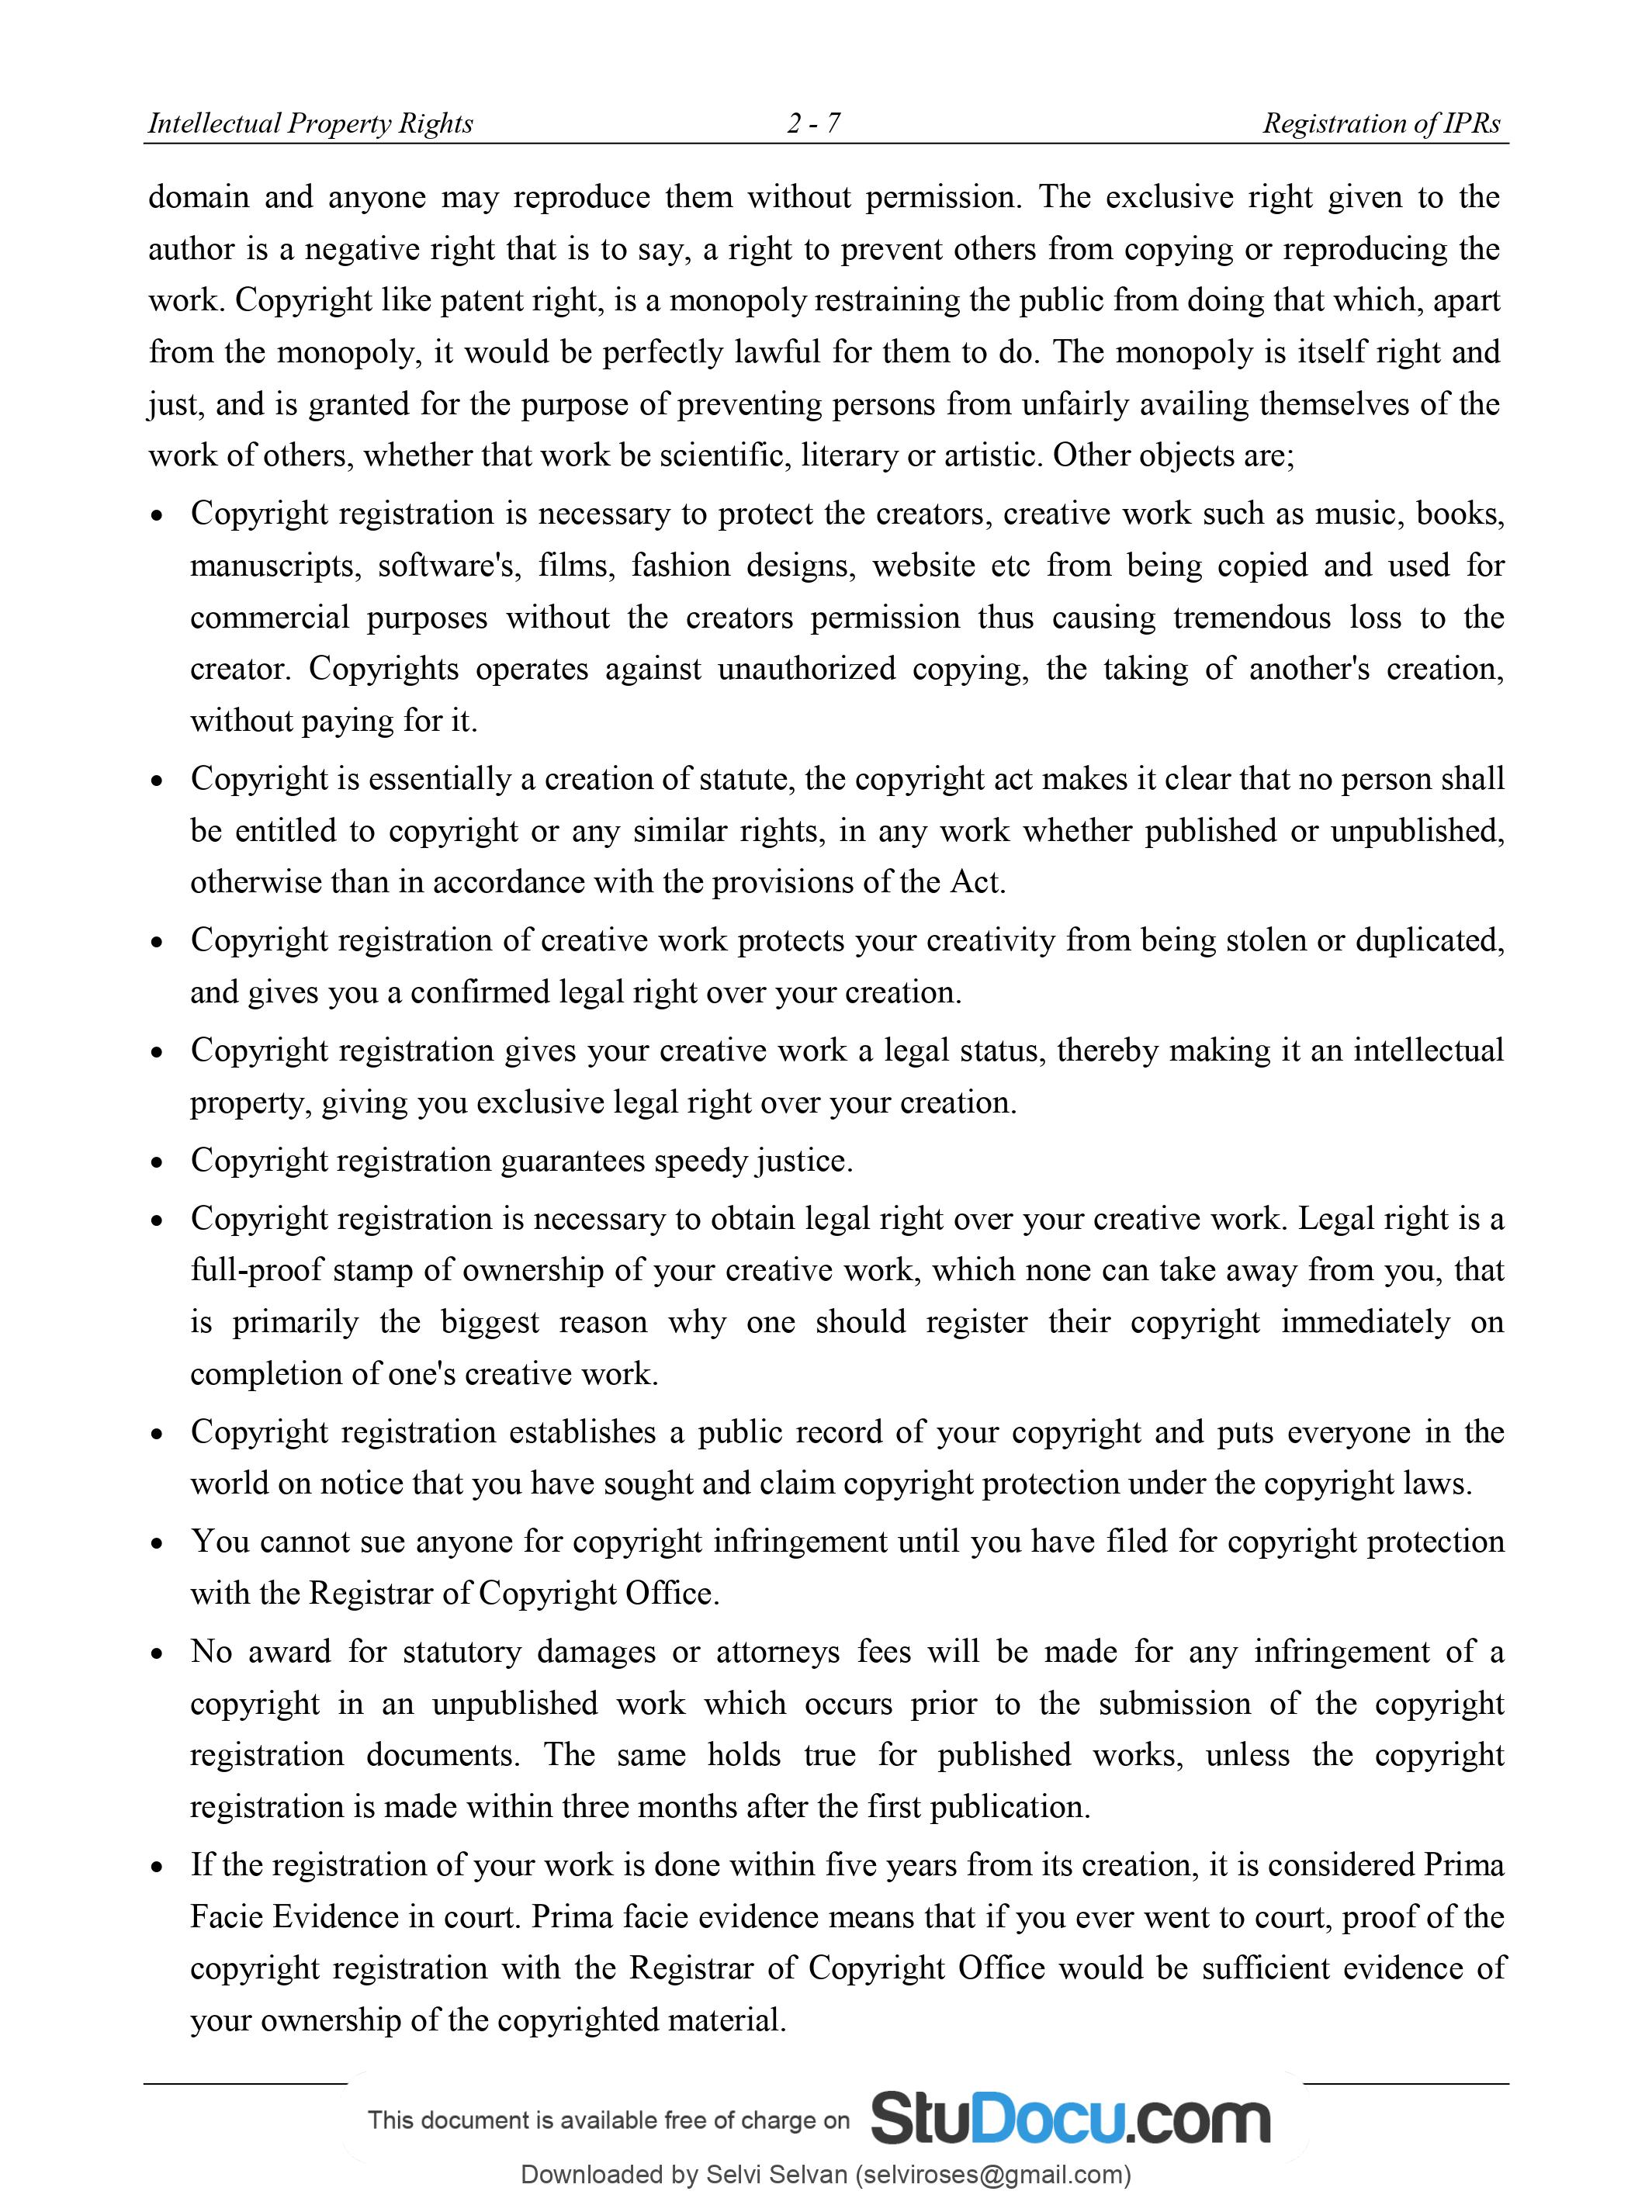 Intellectual Property Rights 2 - 7 Registration of IPRs
domain and anyone may reproduce them without permission. The exclusive right given to the
author is a negative right that is to say, a right to prevent others from copying or reproducing the
work. Copyright like patent right, is a monopoly restraining the public from doing that which, apart
from the monopoly, it would be perfectly lawful for them to do. The monopoly is itself right and
just, and is granted for the purpose of preventing persons from unfairly availing themselves of the
work of others, whether that work be scientific, literary or artistic. Other objects are;
• Copyright registration is necessary to protect the creators, creative work such as music, books,
manuscripts, software's, films, fashion designs, website etc from being copied and used for
commercial purposes without the creators permission thus causing tremendous loss to the
creator. Copyrights operates against unauthorized copying, the taking of another's creation,
without paying for it.
• Copyright is essentially a creation of statute, the copyright act makes it clear that no person shall
be entitled to copyright or any similar rights, in any work whether published or unpublished,
otherwise than in accordance with the provisions of the Act.
• Copyright registration of creative work protects your creativity from being stolen or duplicated,
and gives you a confirmed legal right over your creation.
• Copyright registration gives your creative work a legal status, thereby making it an intellectual
property, giving you exclusive legal right over your creation.
• Copyright registration guarantees speedy justice.
• Copyright registration is necessary to obtain legal right over your creative work. Legal right is a
full-proof stamp of ownership of your creative work, which none can take away from you, that
is primarily the biggest reason why one should register their copyright immediately on
completion of one's creative work.
• Copyright registration establishes a public record of your copyright and puts everyone in the
world on notice that you have sought and claim copyright protection under the copyright laws.
• You cannot sue anyone for copyright infringement until you have filed for copyright protection
with the Registrar of Copyright Office.
• No award for statutory damages or attorneys fees will be made for any infringement of a
copyright in an unpublished work which occurs prior to the submission of the copyright
registration documents. The same holds true for published works, unless the copyright
registration is made within three months after the first publication.
• If the registration of your work is done within five years from its creation, it is considered Prima
Facie Evidence in court. Prima facie evidence means that if you ever went to court, proof of the
copyright registration with the Registrar of Copyright Office would be sufficient evidence of
your ownership of the copyrighted material.
This document is available free of charge on StuDocu.com
Downloaded by Selvi Selvan (selviroses@gmail.com)